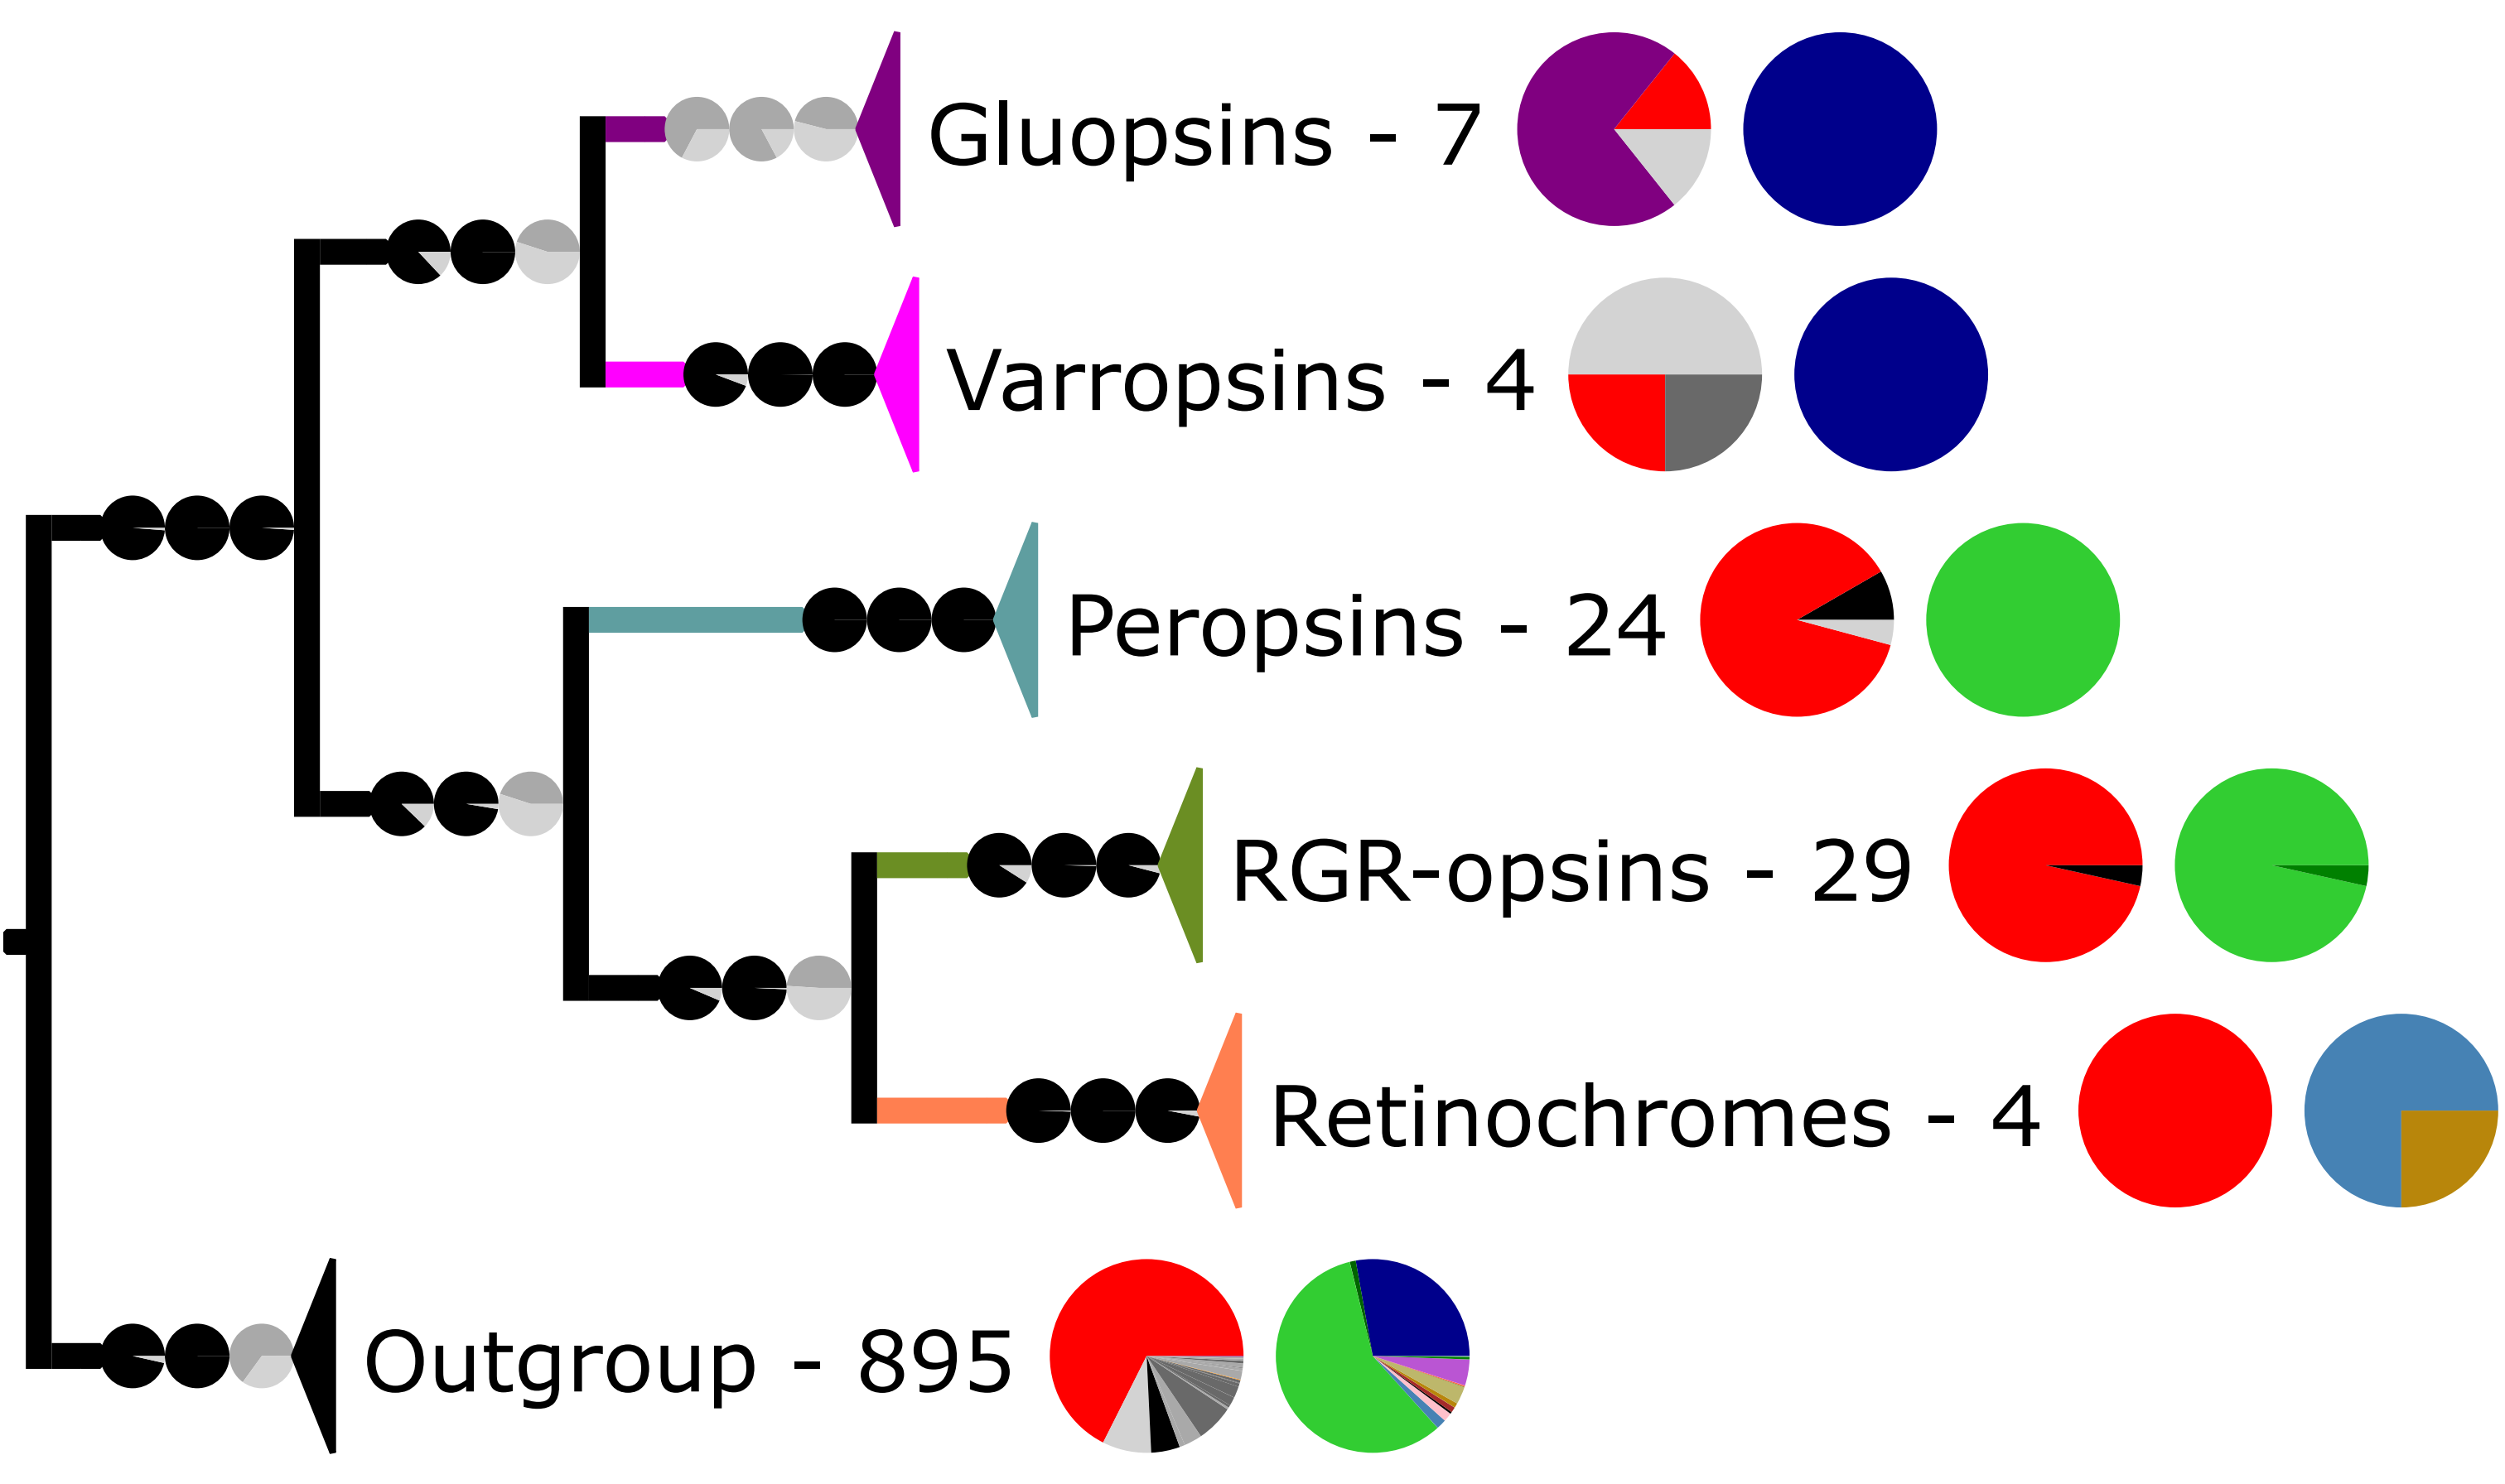 Gluopsins - 7
Varropsins - 4
Peropsins - 24
RGR-opsins - 29
Retinochromes - 4
Outgroup - 895